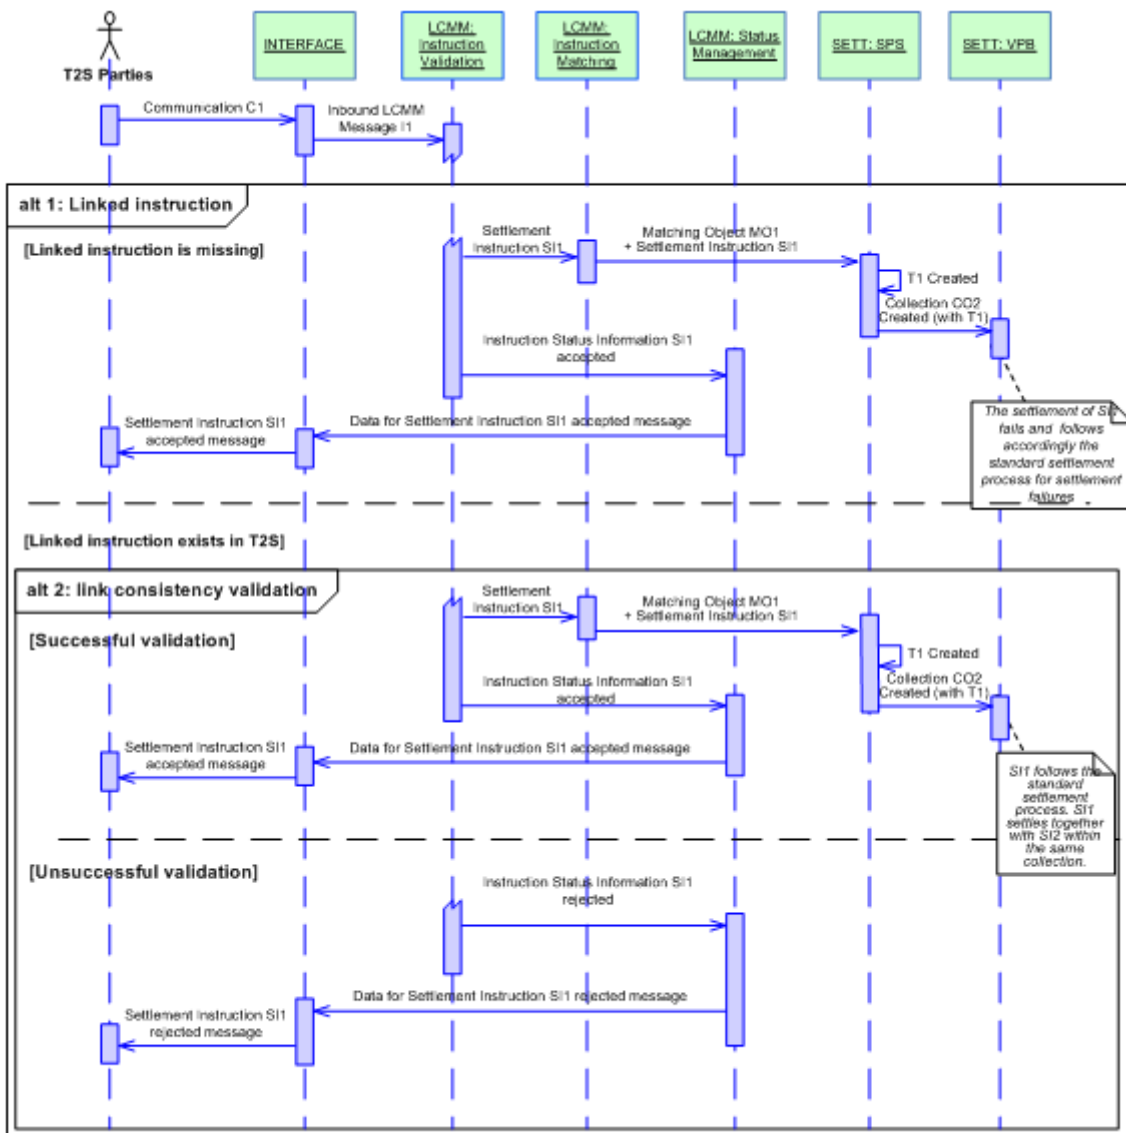 T2S Parties
INTERFACE
LCMM:
Instruction
Validation
LCMM:
Instruction
Matching
LCMM: Status
Management
SETT: SPS
SETT: VPB
Communication C1
Inbound LCMM
Message I1
alt 1: Linked instruction
[Linked instruction is missing]
Settlement
Instruction SI1
Matching Object MO1
+ Settlement Instruction SI1
T1 Created
Collection CO2
Created (with T1)
Instruction Status Information SI1
accepted
Data for Settlement Instruction SI1 accepted message
Settlement Instruction SI1
accepted message
The settlement of
fails and follows
accordingly the
standard settlement
process for settlement
failures
[Linked instruction exists in T2S]
alt 2: link consistency validation
[Successful validation]
Settlement
Instruction SI1
Matching Object MO1
+ Settlement Instruction SI1
T1 Created
Collection CO2
Created (with T1)
Instruction Status Information SI1
accepted
Data for Settlement Instruction SI1 accepted message
Settlement Instruction SI1
accepted message
SI1 follows the
standard
settlement
process. SI1
settles together
with SI2 within
the same
collection.
[Unsuccessful validation]
Instruction Status Information SI1
rejected
Data for Settlement Instruction SI1 rejected message
Settlement Instruction SI1
rejected message